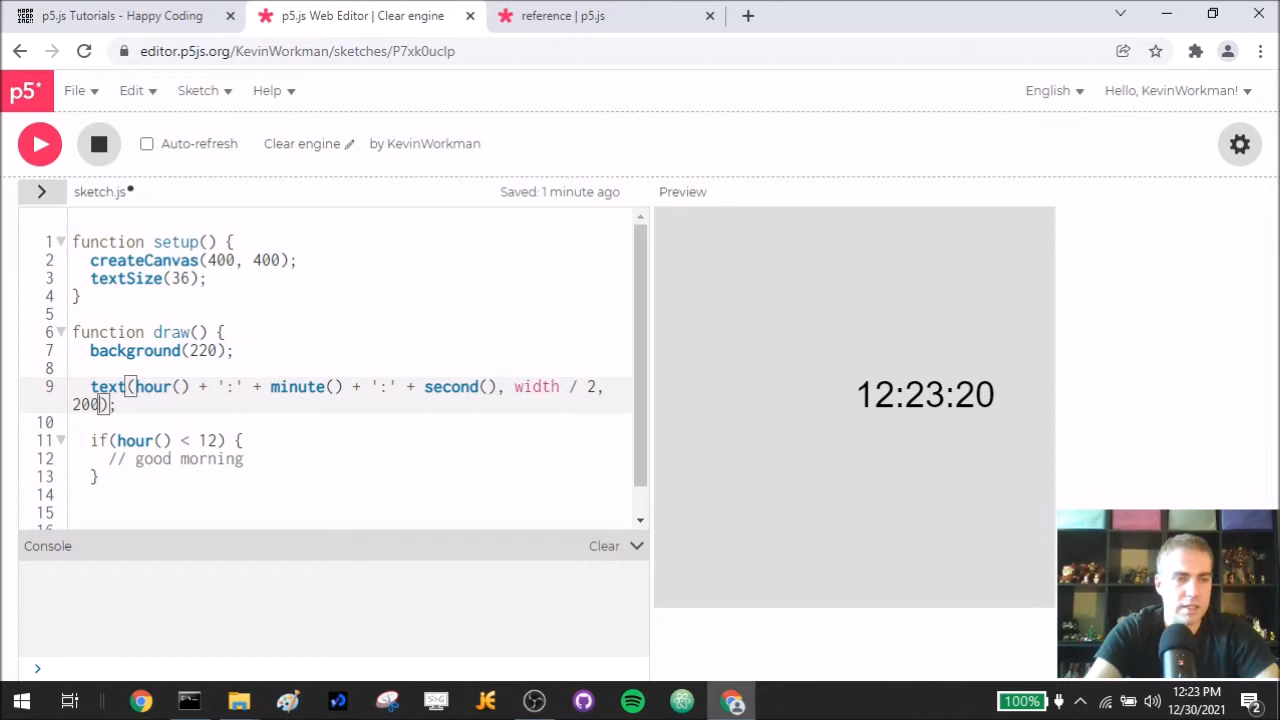 p5.js Tutorials - Happy Coding
p5.js Web Editor | Clear engine
reference | p5.js
editor.p5js.org/KevinWorkman/sketches/P7xk0ucIp
p5*
File
Edit
Sketch
Help
English
Hello, KevinWorkman!
Auto-refresh
Clear engine
by KevinWorkman
sketch.js
Saved: 1 minute ago
Preview
1 function setup() {
2 createCanvas(400, 400);
3 textSize(36);
4 }
5
6 function draw() {
7 background(220);
8
9 text(hour() + ':' + minute() + ':' + second(), width / 2,
200);
10
11 if(hour() < 12) {
12 // good morning
13 }
14
15
16
12:23:20
Console
Clear
>
100%
12:23 PM
12/30/2021
2